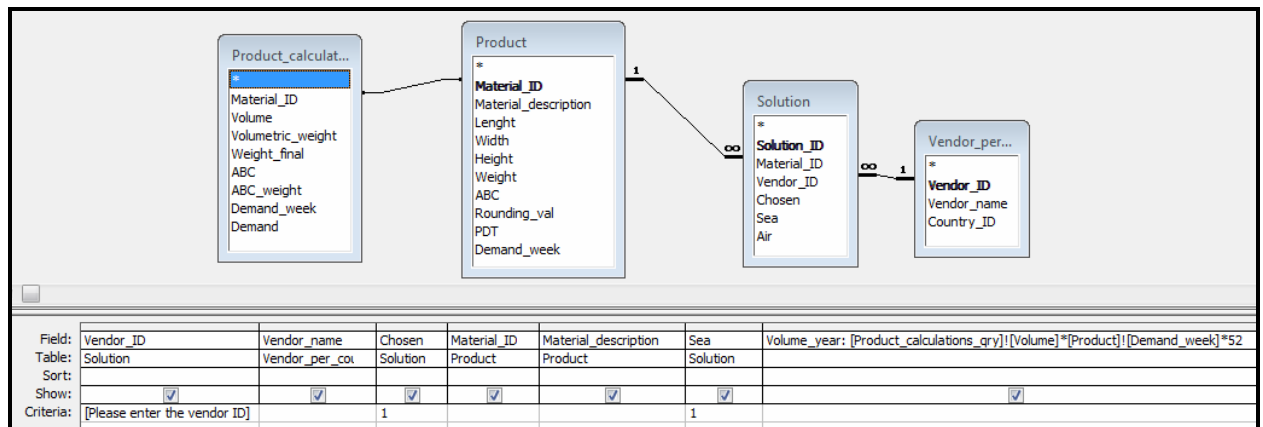 Product_calculat...
*
Material_ID
Volume
Volumetric_weight
Weight_final
ABC
ABC_weight
Demand_week
Demand
Product
*
Material_ID
Material_description
Lenght
Width
Height
Weight
ABC
Rounding_val
PDT
Demand_week
1
∞
Solution
*
Solution_ID
Material_ID
Vendor_ID
Chosen
Sea
Air
∞ 1
Vendor_per...
*
Vendor_ID
Vendor_name
Country_ID
Field: Vendor_ID Vendor_name Chosen Material_ID Material_description Sea Volume_year: [Product_calculations_qry]![Volume]*[Product]![Demand_week]*52
Table: Solution Vendor_per_cou Solution Product Product Solution
Sort:
Show:
Criteria: [Please enter the vendor ID] 1 1